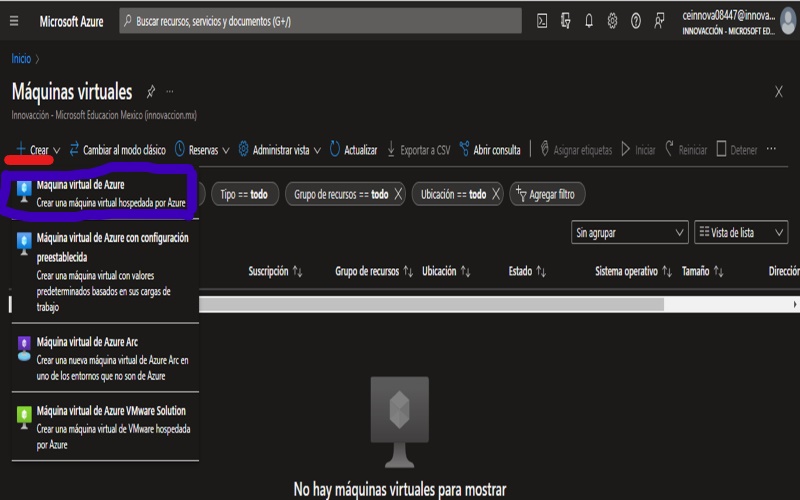 Microsoft Azure
Buscar recursos, servicios y documentos (G+/)
ceinnova08447@innova...
INNOVACCIÓN - MICROSOFT ED...
Inicio
Máquinas virtuales
...
Innovacción - Microsoft Educacion Mexico (innovaccion.mx)
Crear Cambiar al modo clásico Reservas Administrar vista Actualizar Exportar a CSV Abrir consulta Asignar etiquetas Iniciar Reiniciar Detener ...
Máquina virtual de Azure
Crear una máquina virtual hospedada por Azure
Tipo == todo Grupo de recursos == todo Ubicación == todo Agregar filtro
Máquina virtual de Azure con configuración
preestablecida
Crear una máquina virtual con valores
predeterminados basados en sus cargas de
trabajo
Sin agrupar Vista de lista
Suscripción Grupo de recursos Ubicación Estado Sistema operativo Tamaño Dirección
Máquina virtual de Azure Arc
Crear una nueva máquina virtual de Azure Arc en
uno de los entornos que no son de Azure
Máquina virtual de Azure VMware Solution
Crear una máquina virtual de VMware hospedada
por Azure
No hay máquinas virtuales para mostrar